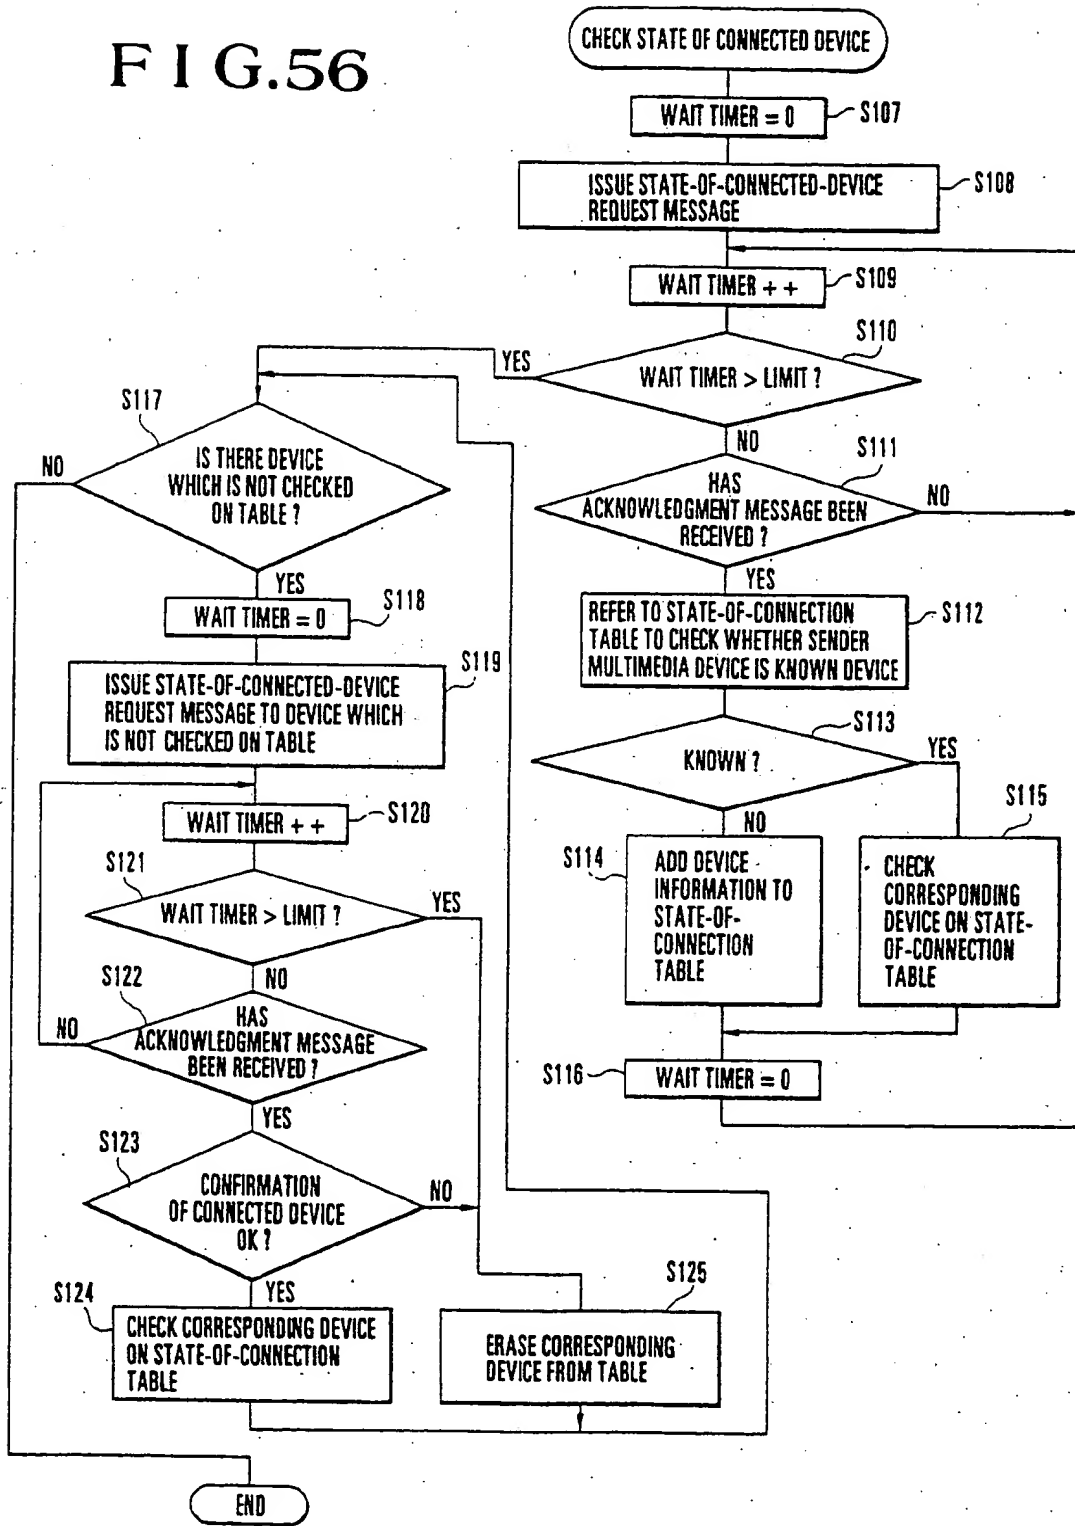 FIG.56
CHECK STATE OF CONNECTED DEVICE
WAIT TIMER = 0
S107
ISSUE STATE-OF-CONNECTED-DEVICE
REQUEST MESSAGE
S108
WAIT TIMER + +
S109
S110
WAIT TIMER > LIMIT ?
YES
NO
S111
HAS
ACKNOWLEDGMENT MESSAGE BEEN
RECEIVED ?
NO
YES
REFER TO STATE-OF-CONNECTION
TABLE TO CHECK WHETHER SENDER
MULTIMEDIA DEVICE IS KNOWN DEVICE
S112
S113
KNOWN ?
YES
NO
S114
ADD DEVICE
INFORMATION TO
STATE-OF-
CONNECTION
TABLE
S115
CHECK
CORRESPONDING
DEVICE ON STATE-
OF-CONNECTION
TABLE
S116
WAIT TIMER = 0
S117
IS THERE DEVICE
WHICH IS NOT CHECKED
ON TABLE ?
NO
YES
WAIT TIMER = 0
S118
S119
ISSUE STATE-OF-CONNECTED-DEVICE
REQUEST MESSAGE TO DEVICE WHICH
IS NOT CHECKED ON TABLE
WAIT TIMER + +
S120
S121
WAIT TIMER > LIMIT ?
YES
NO
S122
HAS
ACKNOWLEDGMENT MESSAGE
BEEN RECEIVED ?
NO
YES
S123
CONFIRMATION
OF CONNECTED DEVICE
OK ?
NO
YES
S124
CHECK CORRESPONDING DEVICE
ON STATE-OF-CONNECTION
TABLE
S125
ERASE CORRESPONDING
DEVICE FROM TABLE
END